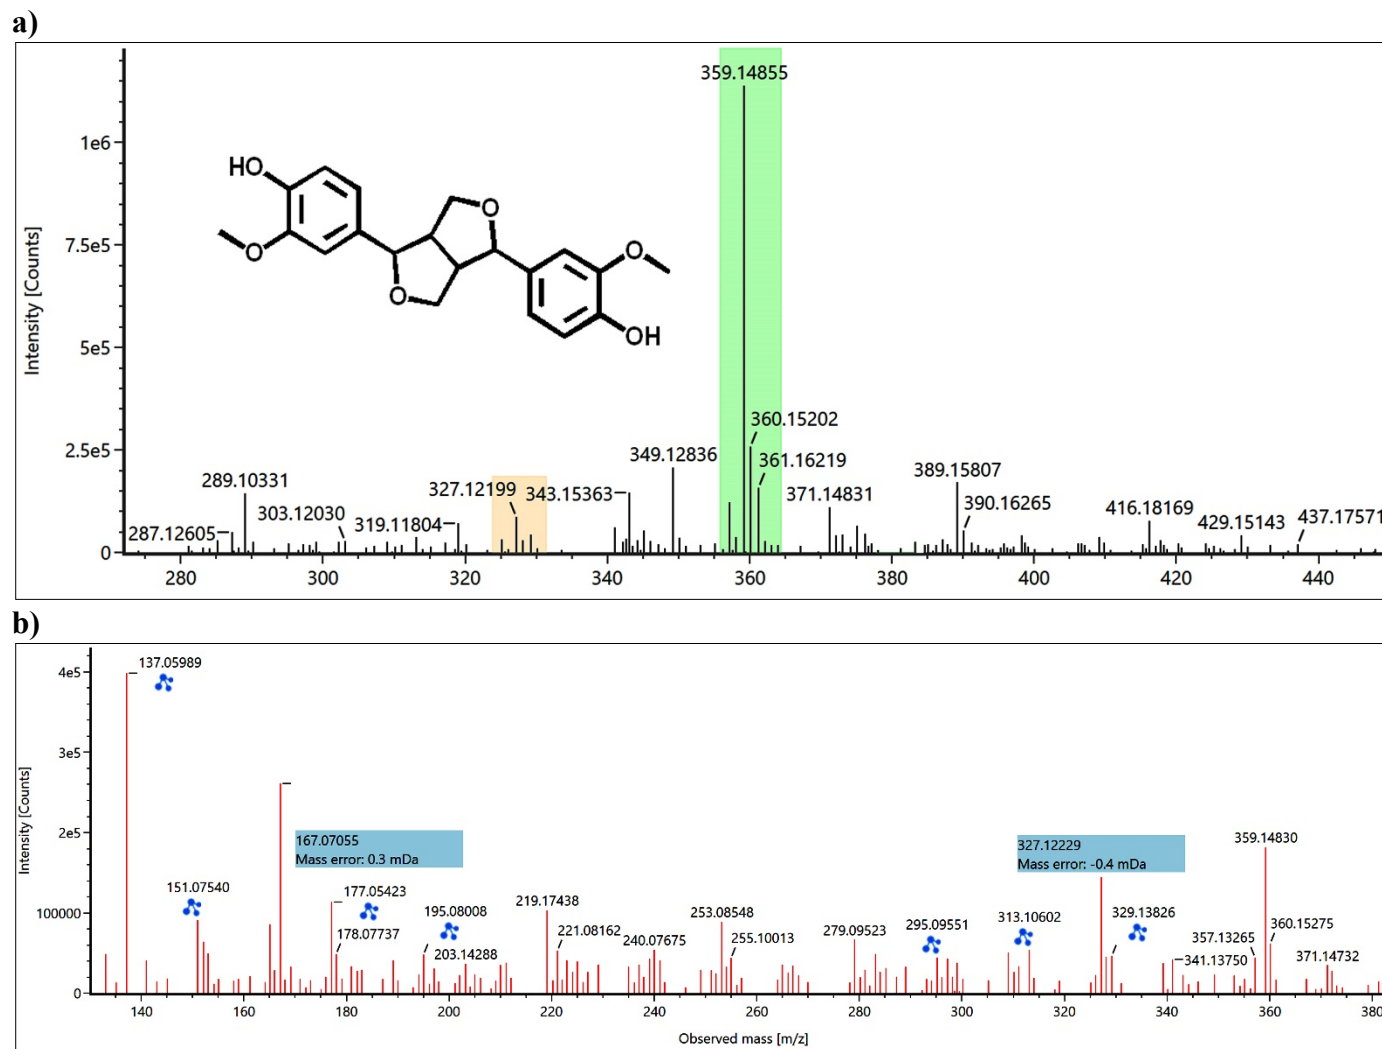 a)
359.14855
1e6
7.5e5
5e5
2.5e5
0
Intensity [Counts]
HO
O
O
O
O
OH
360.15202
361.16219
349.12836
389.15807
390.16265
371.14831
416.18169
429.15143
437.17571
289.10331
287.12605
303.12030
319.11804
327.12199
343.15363
280 300 320 340 360 380 400 420 440
b)
4e5
3e5
2e5
100000
0
Intensity [Counts]
137.05989
167.07055
Mass error: 0.3 mDa
151.07540
177.05423
178.07737
195.08008
203.14288
219.17438
221.08162
240.07675
253.08548
255.10013
279.09523
295.09551
313.10602
327.12229
Mass error: -0.4 mDa
329.13826
341.13750
357.13265
359.14830
360.15275
371.14732
140 160 180 200 220 240 260 280 300 320 340 360 380
Observed mass [m/z]